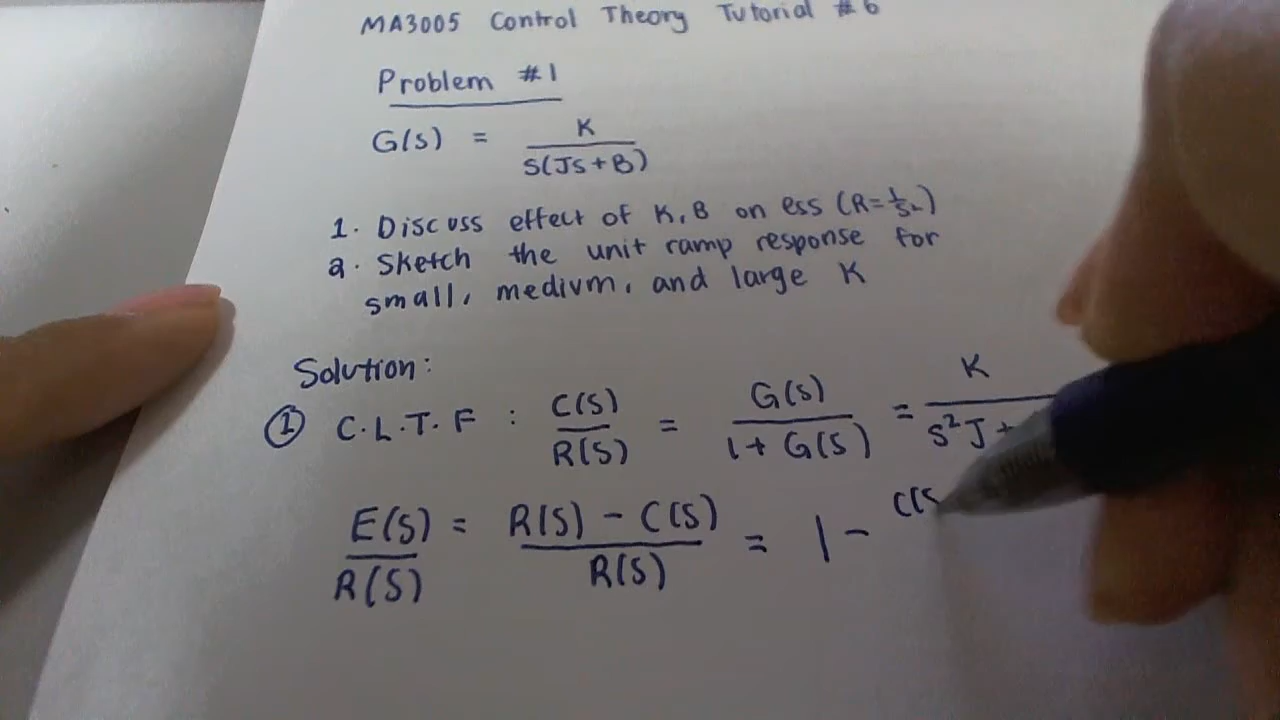 MA3005 Control Theory Tutorial #6
Problem #1
G(s) = K / s(Js+B)
1. Discuss effect of K, B on ess (R=1/s²)
2. Sketch the unit ramp response for
small, medium, and large K
Solution:
① C.L.T.F : C(s)/R(s) = G(s)/(1+G(s)) = K / s²J+
E(s)/R(s) = (R(s) - C(s))/R(s) = 1 - C(s